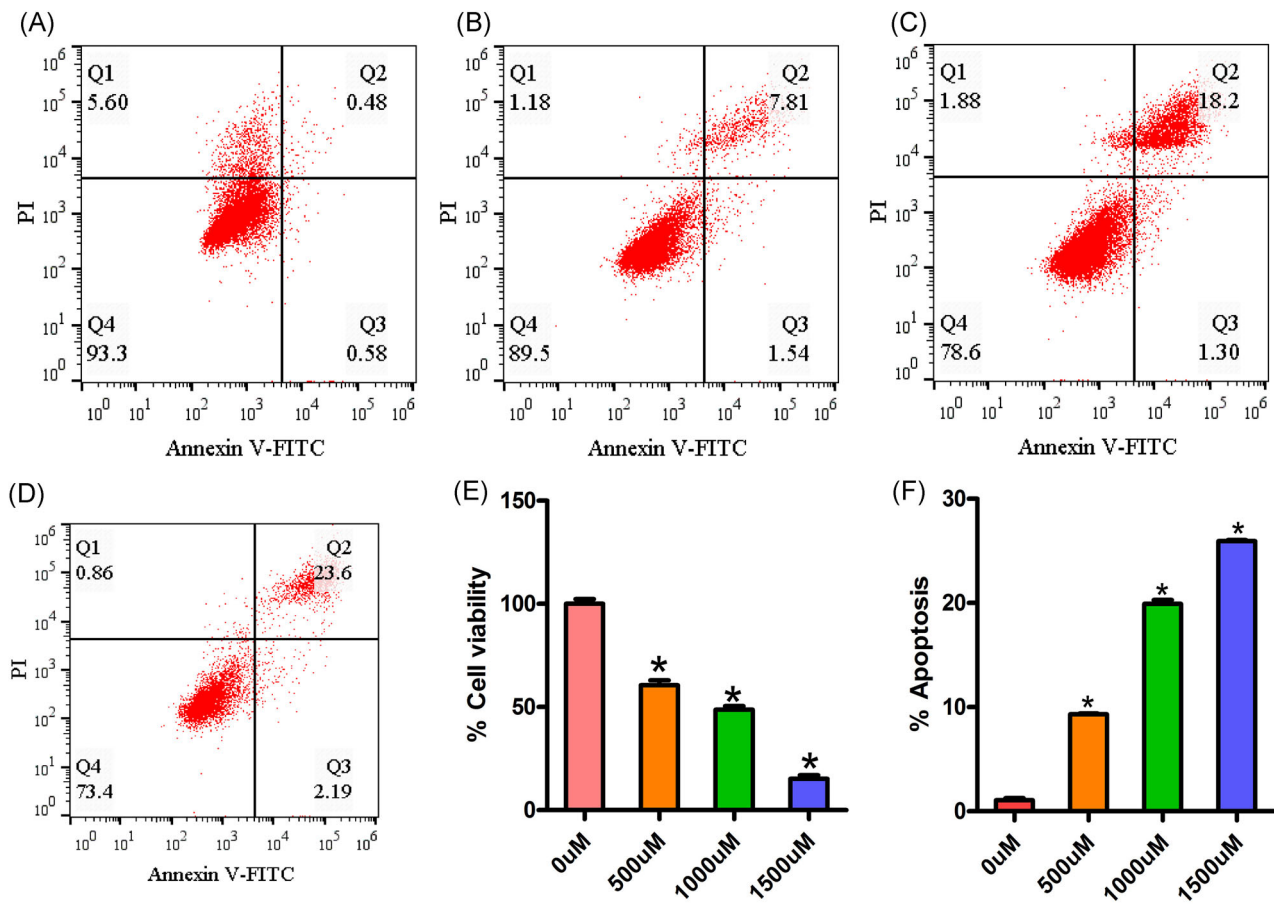 (A)
PI
10^6
10^5
10^4
10^3
10^2
10^1
10^0
Q1
5.60
Q2
0.48
Q4
93.3
Q3
0.58
10^0 10^1 10^2 10^3 10^4 10^5 10^6
Annexin V-FITC
(B)
PI
10^6
10^5
10^4
10^3
10^2
10^1
10^0
Q1
1.18
Q2
7.81
Q4
89.5
Q3
1.54
10^0 10^1 10^2 10^3 10^4 10^5 10^6
Annexin V-FITC
(C)
PI
10^6
10^5
10^4
10^3
10^2
10^1
10^0
Q1
1.88
Q2
18.2
Q4
78.6
Q3
1.30
10^0 10^1 10^2 10^3 10^4 10^5 10^6
Annexin V-FITC
(D)
PI
10^6
10^5
10^4
10^3
10^2
10^1
10^0
Q1
0.86
Q2
23.6
Q4
73.4
Q3
2.19
10^0 10^1 10^2 10^3 10^4 10^5 10^6
Annexin V-FITC
(E)
% Cell viability
150
100
50
0
*
*
*
0uM
500uM
1000uM
1500uM
(F)
% Apoptosis
30
20
10
0
*
*
*
0uM
500uM
1000uM
1500uM